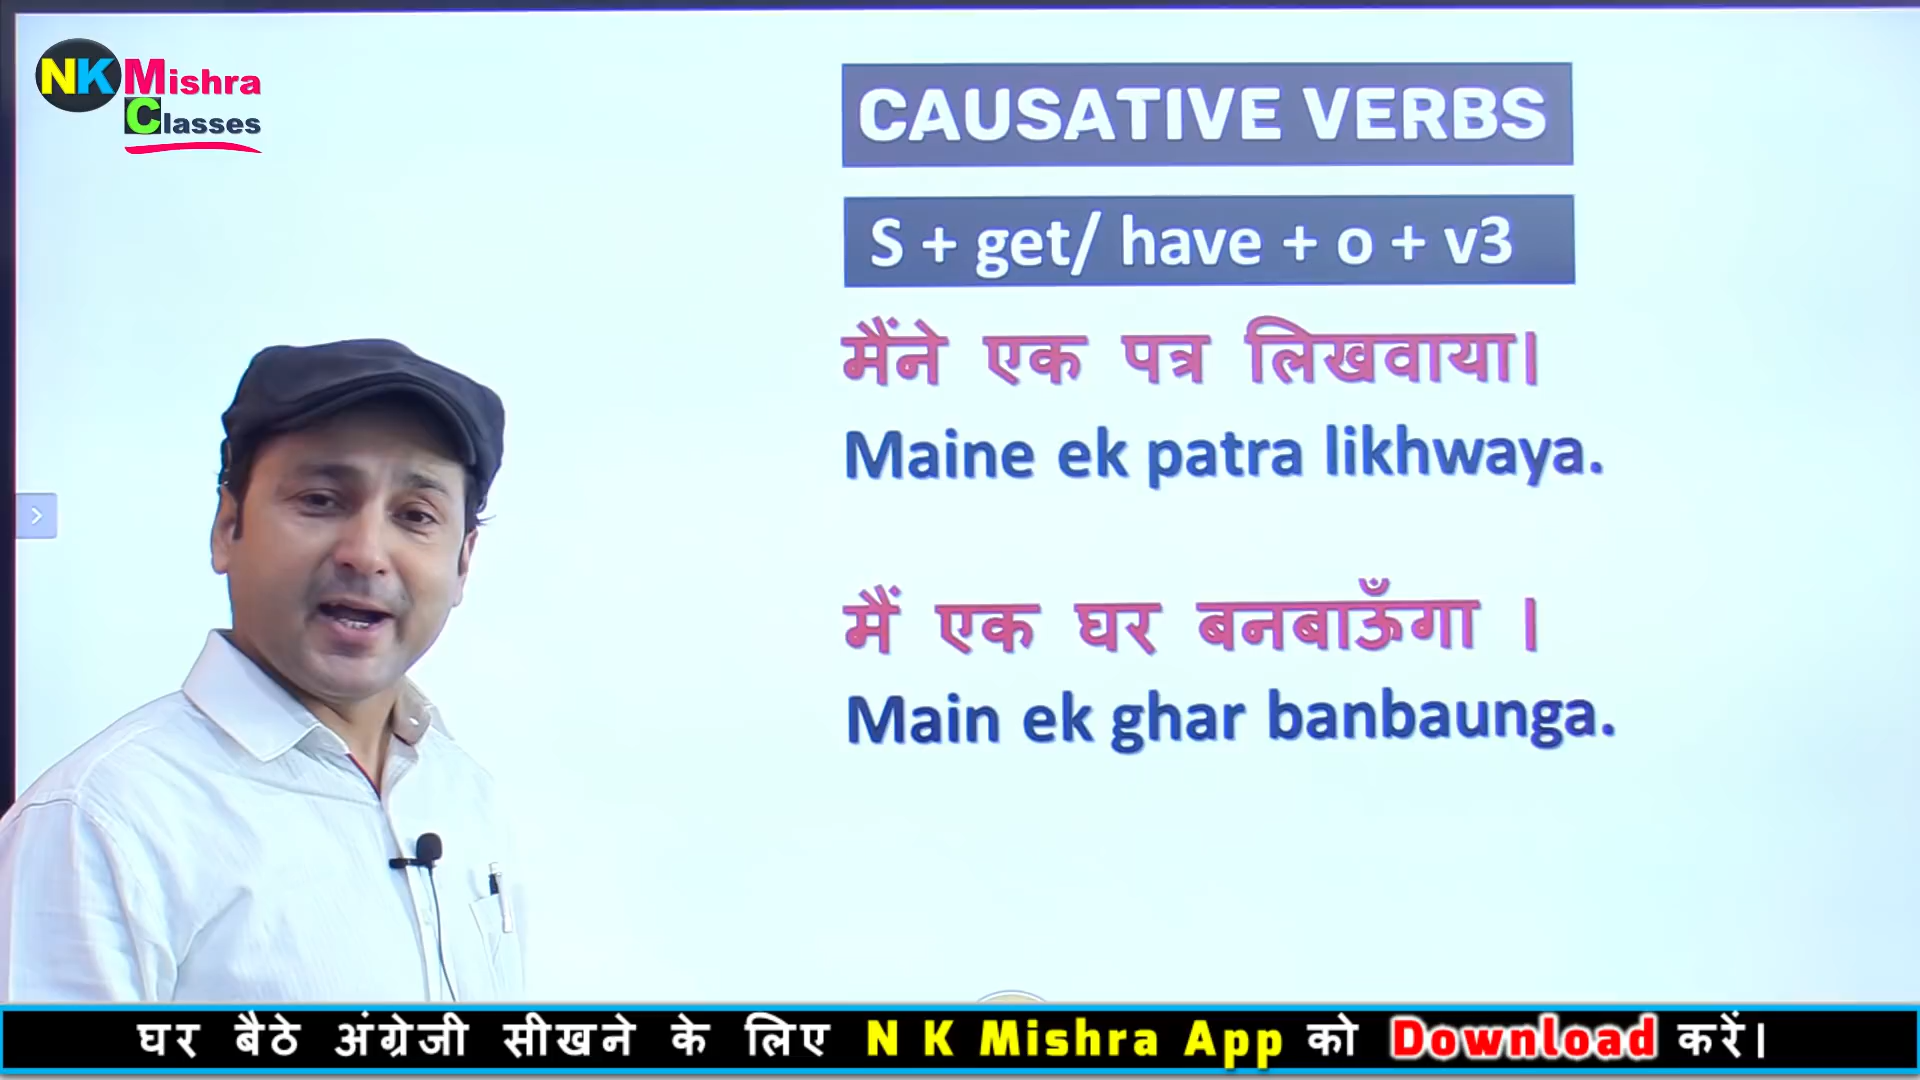 NK Mishra
Classes
CAUSATIVE VERBS
S + get/ have + o + v3
मैंने एक पत्र लिखवाया।
Maine ek patra likhwaya.
मैं एक घर बनबाऊँगा ।
Main ek ghar banbaunga.
घर बैठे अंग्रेजी सीखने के लिए N K Mishra App को Download करें।